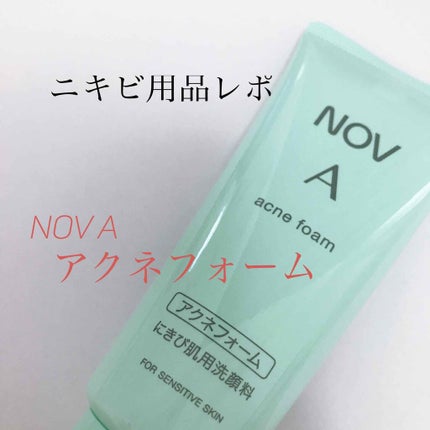 ニキビ用品レポ
NOV A
アクネフォーム
NOV
A
acne foam
アクネフォーム
にきび肌用洗顔料
FOR SENSITIVE SKIN